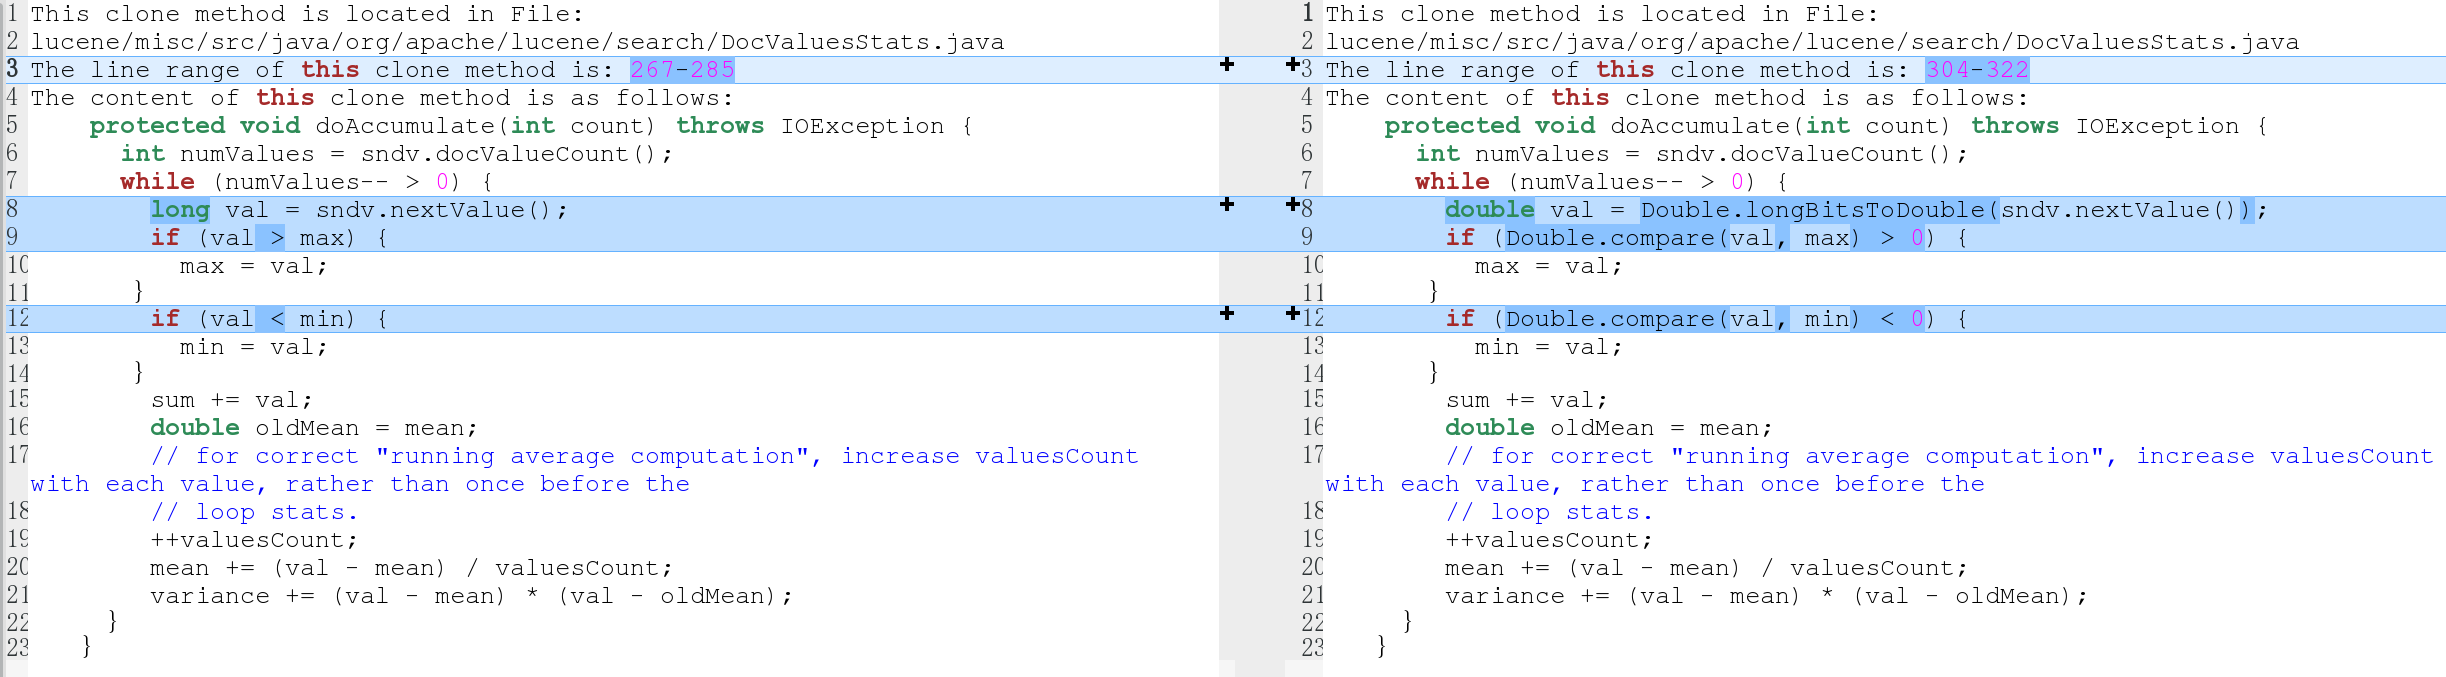 1 This clone method is located in File:
2 lucene/misc/src/java/org/apache/lucene/search/DocValuesStats.java
3 The line range of this clone method is: 267-285
4 The content of this clone method is as follows:
5     protected void doAccumulate(int count) throws IOException {
6       int numValues = sndv.docValueCount();
7       while (numValues-- > 0) {
8         long val = sndv.nextValue();
9         if (val > max) {
10          max = val;
11        }
12        if (val < min) {
13          min = val;
14        }
15        sum += val;
16        double oldMean = mean;
17        // for correct "running average computation", increase valuesCount
with each value, rather than once before the
18        // loop stats.
19        ++valuesCount;
20        mean += (val - mean) / valuesCount;
21        variance += (val - mean) * (val - oldMean);
22      }
23    }
1 This clone method is located in File:
2 lucene/misc/src/java/org/apache/lucene/search/DocValuesStats.java
3 The line range of this clone method is: 304-322
4 The content of this clone method is as follows:
5     protected void doAccumulate(int count) throws IOException {
6       int numValues = sndv.docValueCount();
7       while (numValues-- > 0) {
8         double val = Double.longBitsToDouble(sndv.nextValue());
9         if (Double.compare(val, max) > 0) {
10          max = val;
11        }
12        if (Double.compare(val, min) < 0) {
13          min = val;
14        }
15        sum += val;
16        double oldMean = mean;
17        // for correct "running average computation", increase valuesCount
with each value, rather than once before the
18        // loop stats.
19        ++valuesCount;
20        mean += (val - mean) / valuesCount;
21        variance += (val - mean) * (val - oldMean);
22      }
23    }